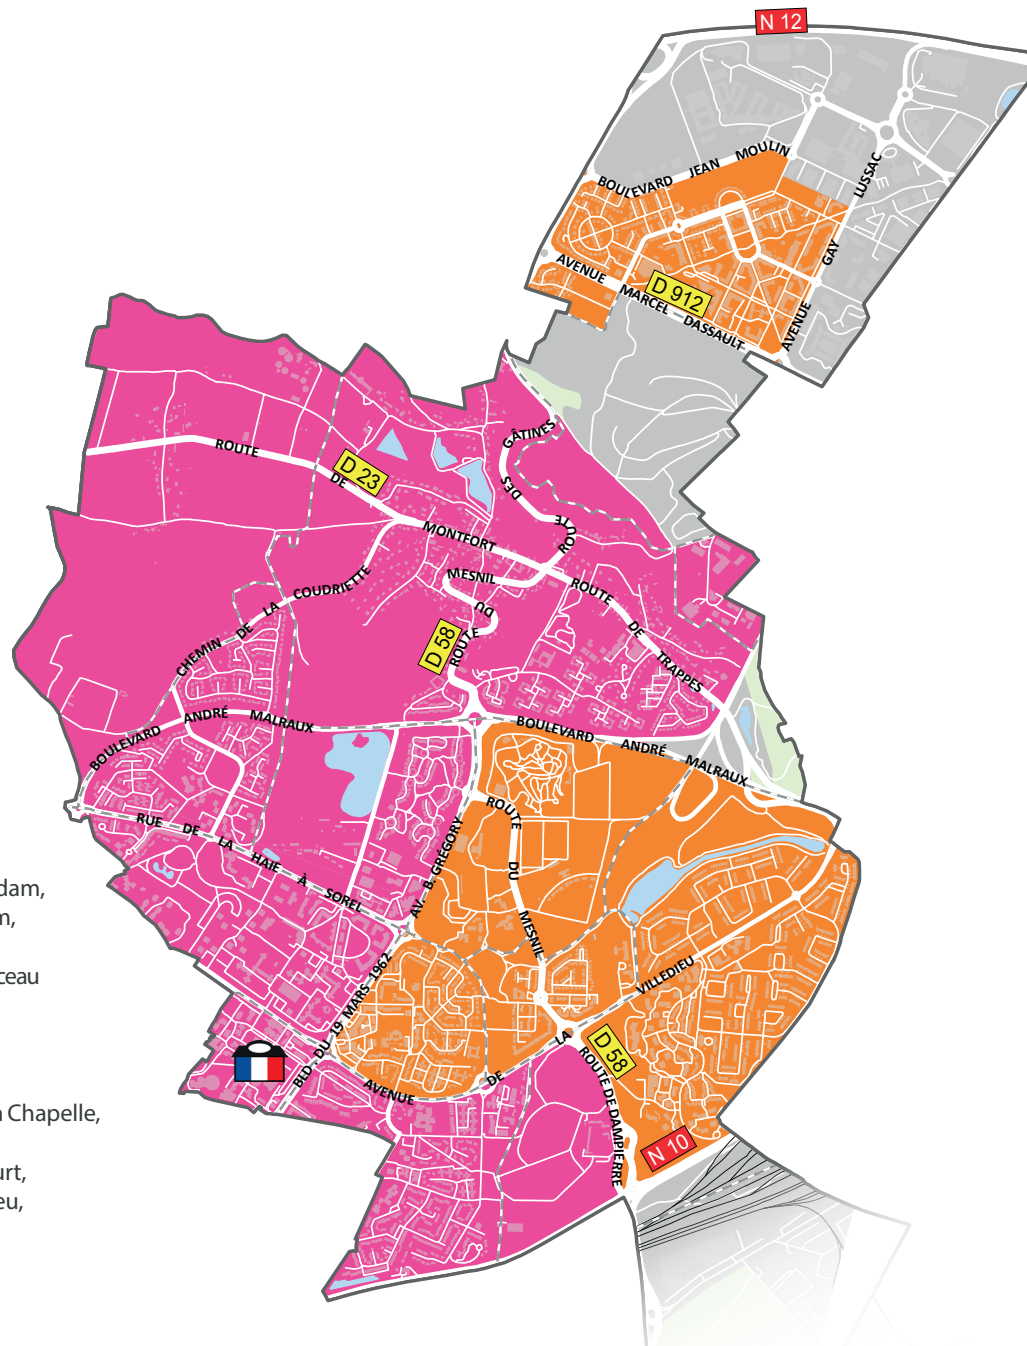 N 12
BOULEVARD JEAN MOULIN
AVENUE GAY LUSSAC
AVENUE MARCEL DASSAULT
D 912
ROUTE DES GÂTINES
ROUTE DE MONTFORT
D 23
CHEMIN DE LA COUDRIETTE
ROUTE DU MESNIL
D 58
ROUTE DE TRAPPES
BOULEVARD ANDRÉ MALRAUX
BOULEVARD ANDRÉ MALRAUX
RUE DE LA HAIE À SOREL
AV. B. GRÉGORY
ROUTE DU MESNIL
dam,
m,
ceau
BLD. DU 19 MARS 1962
AVENUE DE LA VILLEDIEU
D 58
ROUTE DE DAMPIERRE
N 10
a Chapelle,
urt,
eu,